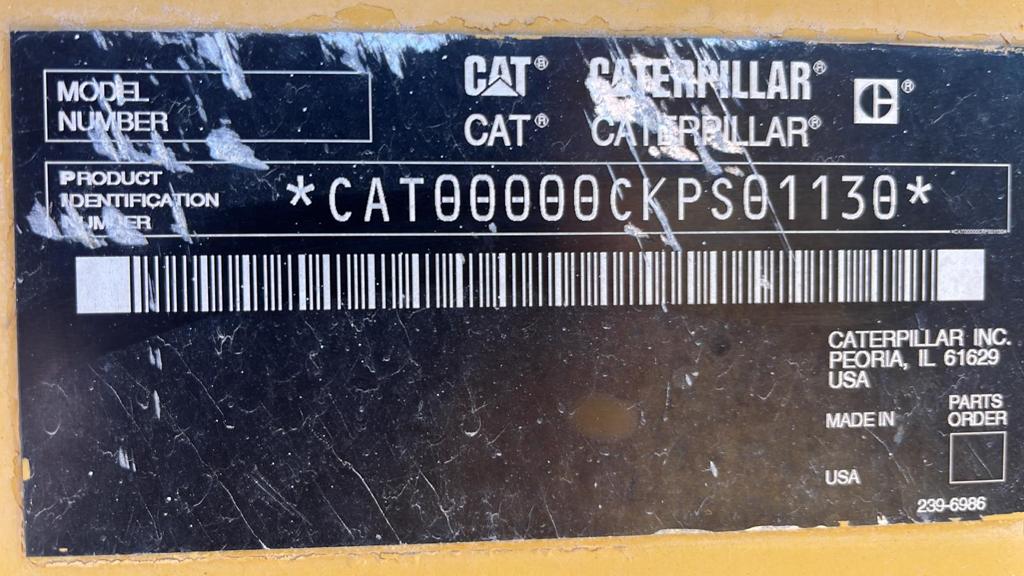 MODEL
NUMBER
CAT® CATERPILLAR® C®
CAT® CATERPILLAR®
PRODUCT
IDENTIFICATION
NUMBER
*CAT00000CKPS01130*
*CAT00000CKPS01130*
CATERPILLAR INC.
PEORIA, IL 61629
USA
MADE IN
PARTS
ORDER
USA
239-6986